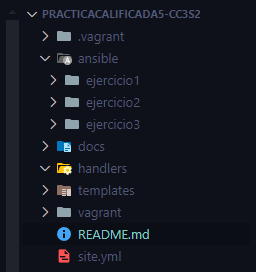 PRACTICACALIFICADA5-CC3S2
.vagrant
ansible
ejercicio1
ejercicio2
ejercicio3
docs
handlers
templates
vagrant
README.md
site.yml